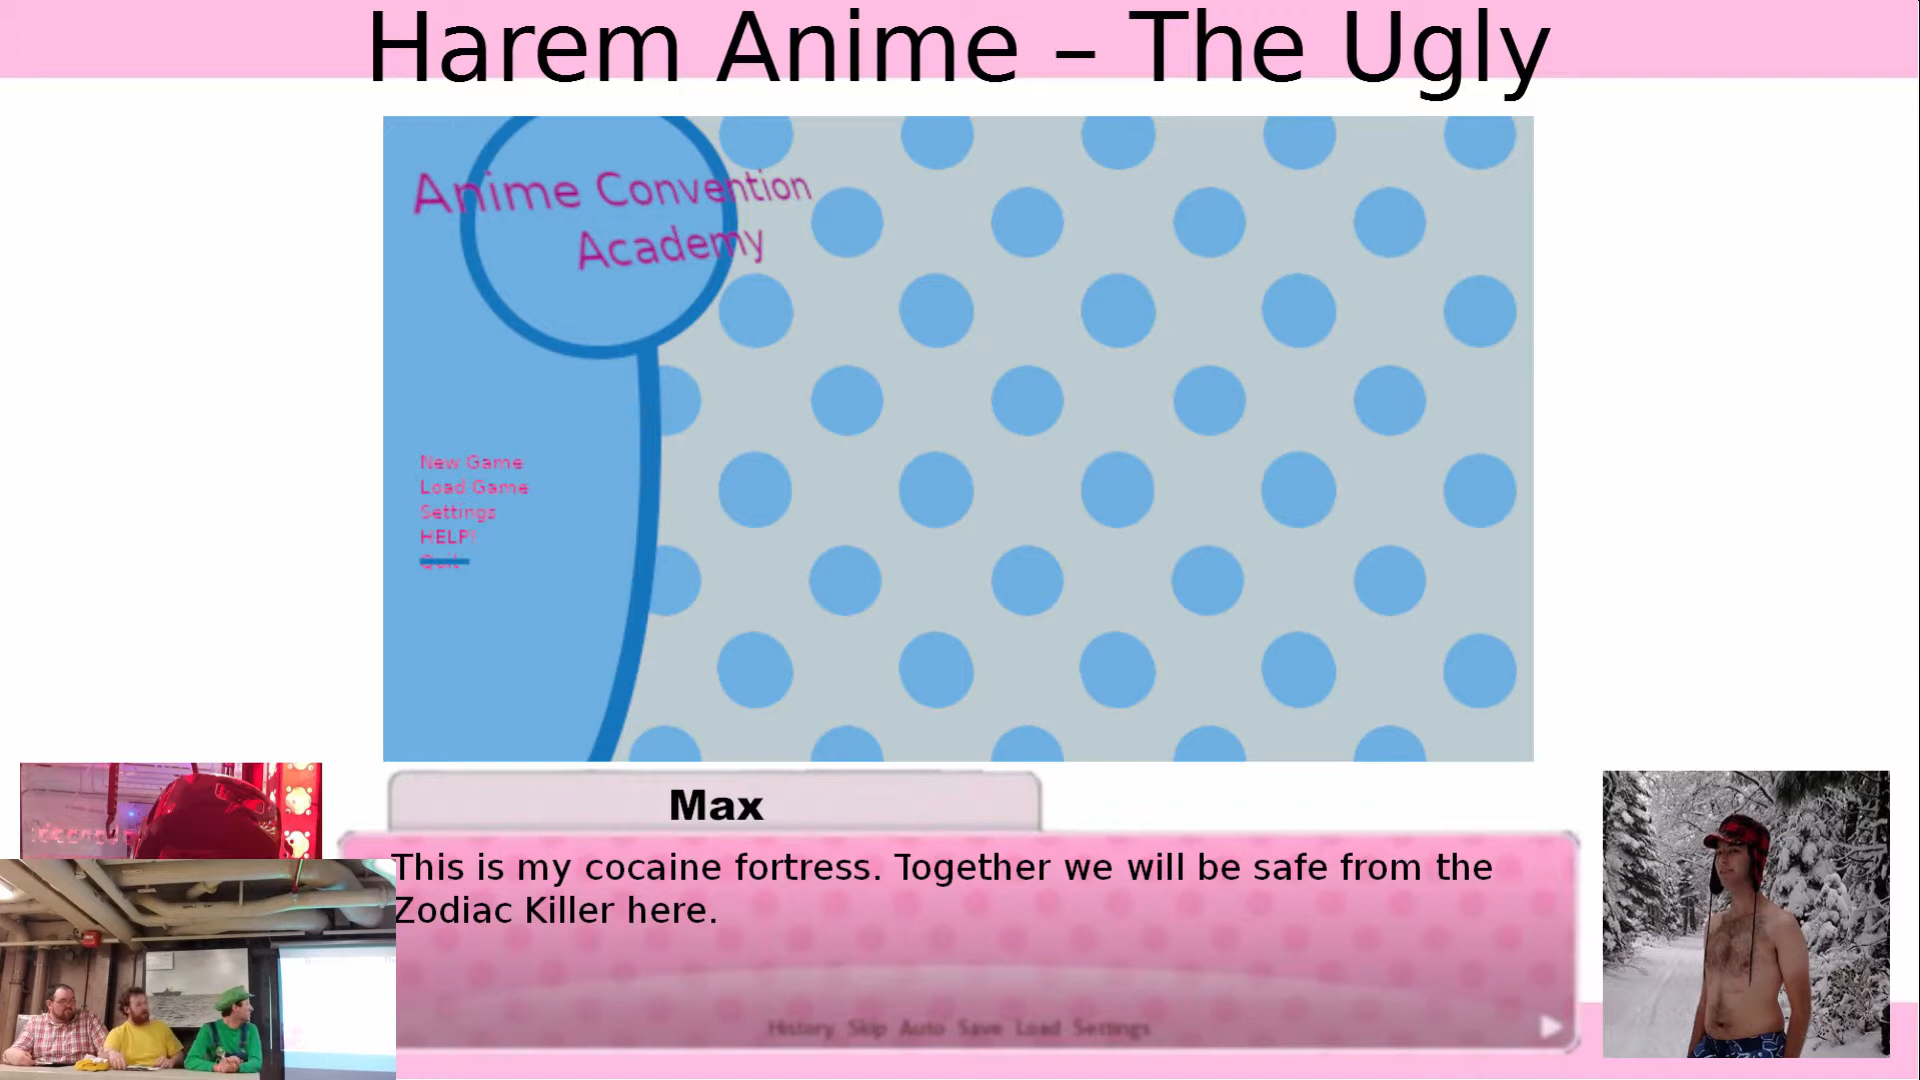 Harem Anime – The Ugly
Anime Convention
Academy
New Game
Load Game
Settings
HELP!
Quit
Max
This is my cocaine fortress. Together we will be safe from the
Zodiac Killer here.
History Skip Auto Save Load Settings